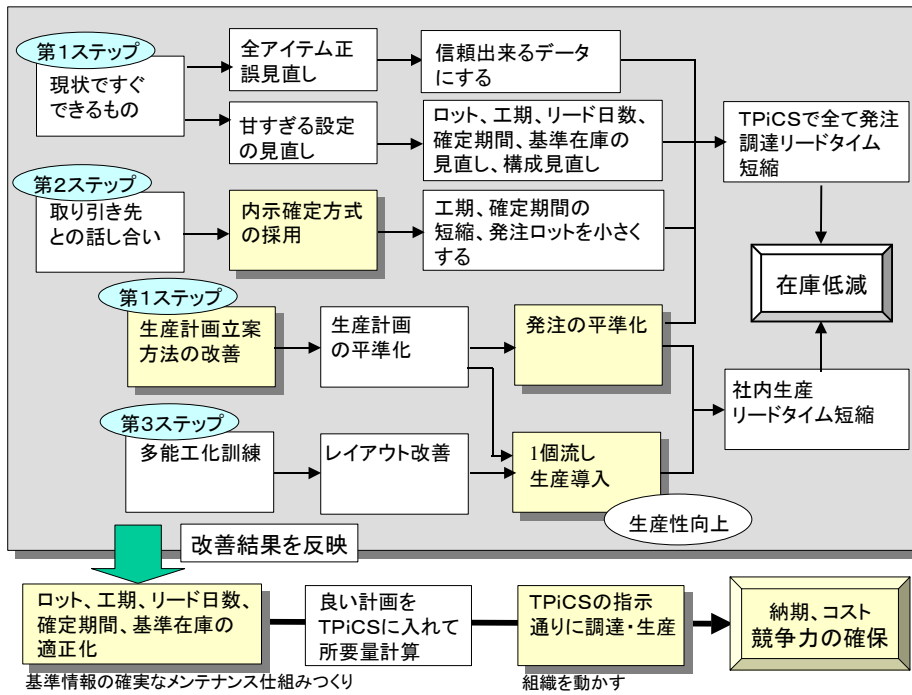 第1ステップ
現状ですぐ
できるもの
全アイテム正
誤見直し
信頼出来るデータ
にする
甘すぎる設定
の見直し
ロット、工期、リード日数、
確定期間、基準在庫の
見直し、構成見直し
TPiCSで全て発注
調達リードタイム
短縮
第2ステップ
取り引き先
との話し合い
内示確定方式
の採用
工期、確定期間の
短縮、発注ロットを小さく
する
在庫低減
第1ステップ
生産計画立案
方法の改善
生産計画
の平準化
発注の平準化
社内生産
リードタイム短縮
第3ステップ
多能工化訓練
レイアウト改善
1個流し
生産導入
生産性向上
改善結果を反映
ロット、工期、リード日数、
確定期間、基準在庫の
適正化
良い計画を
TPiCSに入れて
所要量計算
TPiCSの指示
通りに調達・生産
納期、コスト
競争力の確保
基準情報の確実なメンテナンス仕組みつくり
組織を動かす